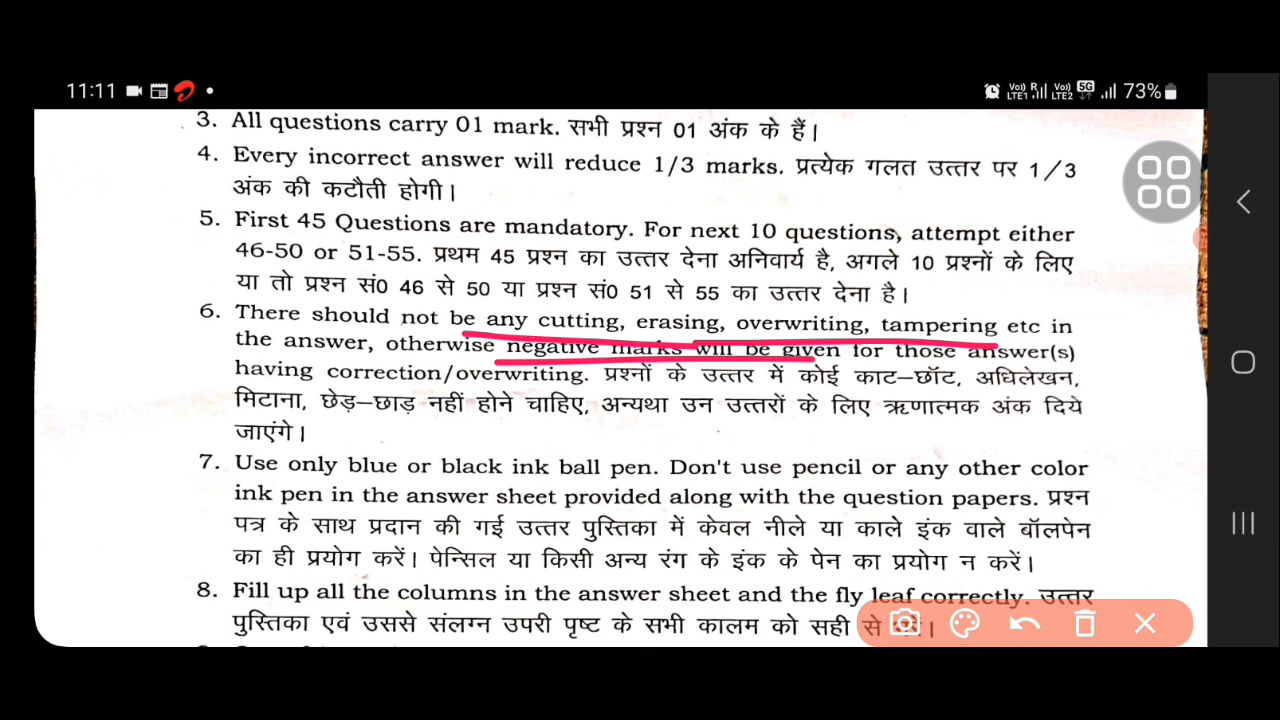 11:11
Vo)) R
LTE1
Vo))
LTE2
5G
73%
3. All questions carry 01 mark. सभी प्रश्न 01 अंक के हैं।
4. Every incorrect answer will reduce 1/3 marks. प्रत्येक गलत उत्तर पर 1/3
अंक की कटौती होगी।
5. First 45 Questions are mandatory. For next 10 questions, attempt either
46-50 or 51-55. प्रथम 45 प्रश्न का उत्तर देना अनिवार्य है, अगले 10 प्रश्नों के लिए
या तो प्रश्न सं0 46 से 50 या प्रश्न सं0 51 से 55 का उत्तर देना है।
6. There should not be any cutting, erasing, overwriting, tampering etc in
the answer, otherwise negative marks will be given for those answer(s)
having correction/overwriting. प्रश्नों के उत्तर में कोई काट-छॉट, अधिलेखन,
मिटाना, छेड़-छाड़ नहीं होने चाहिए, अन्यथा उन उत्तरों के लिए ऋणात्मक अंक दिये
जाएंगे।
7. Use only blue or black ink ball pen. Don't use pencil or any other color
ink pen in the answer sheet provided along with the question papers. प्रश्न
पत्र के साथ प्रदान की गई उत्तर पुस्तिका में केवल नीले या काले इंक वाले बॉलपेन
का ही प्रयोग करें। पेन्सिल या किसी अन्य रंग के इंक के पेन का प्रयोग न करें।
8. Fill up all the columns in the answer sheet and the fly leaf correctly. उत्तर
पुस्तिका एवं उससे संलग्न उपरी पृष्ट के सभी कालम को सही से भरें।